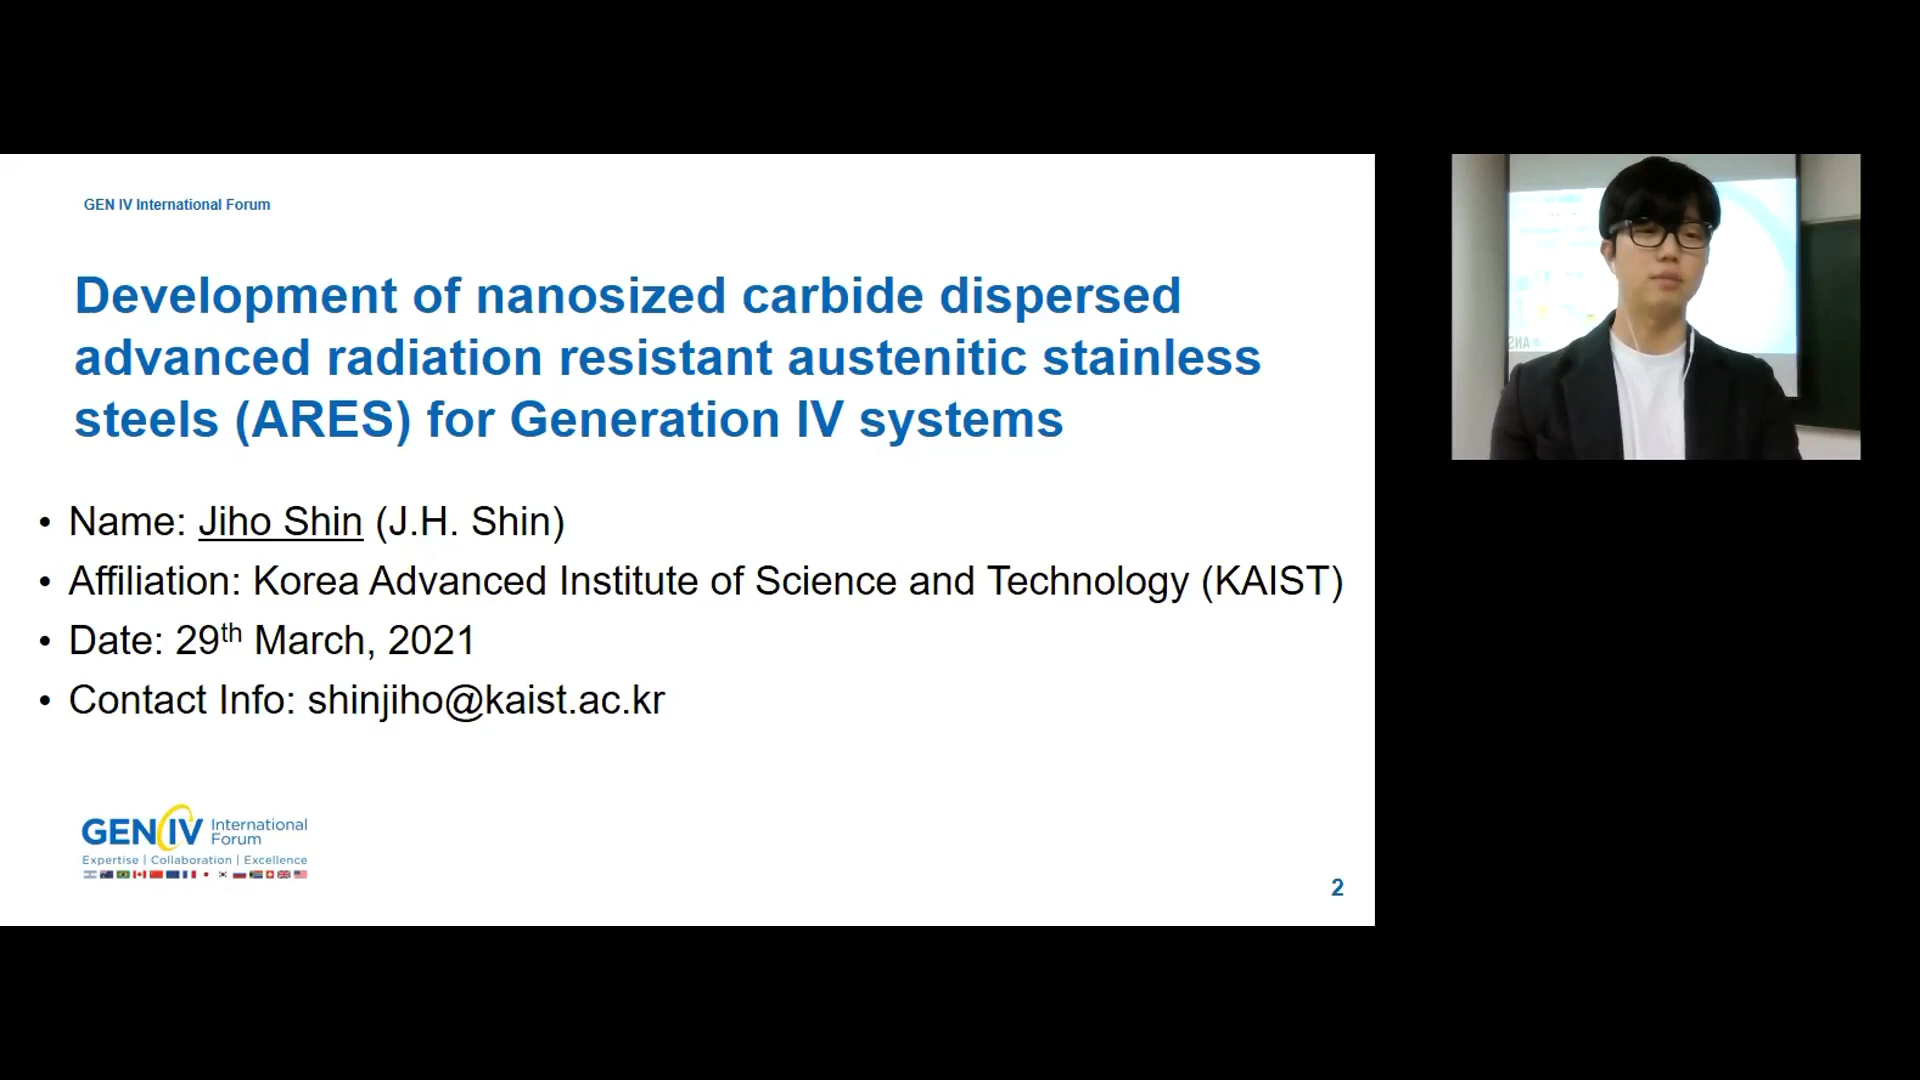 GEN IV International Forum
Development of nanosized carbide dispersed
advanced radiation resistant austenitic stainless
steels (ARES) for Generation IV systems
• Name: Jiho Shin (J.H. Shin)
• Affiliation: Korea Advanced Institute of Science and Technology (KAIST)
• Date: 29th March, 2021
• Contact Info: shinjiho@kaist.ac.kr
GEN IV International
Forum
Expertise | Collaboration | Excellence
2